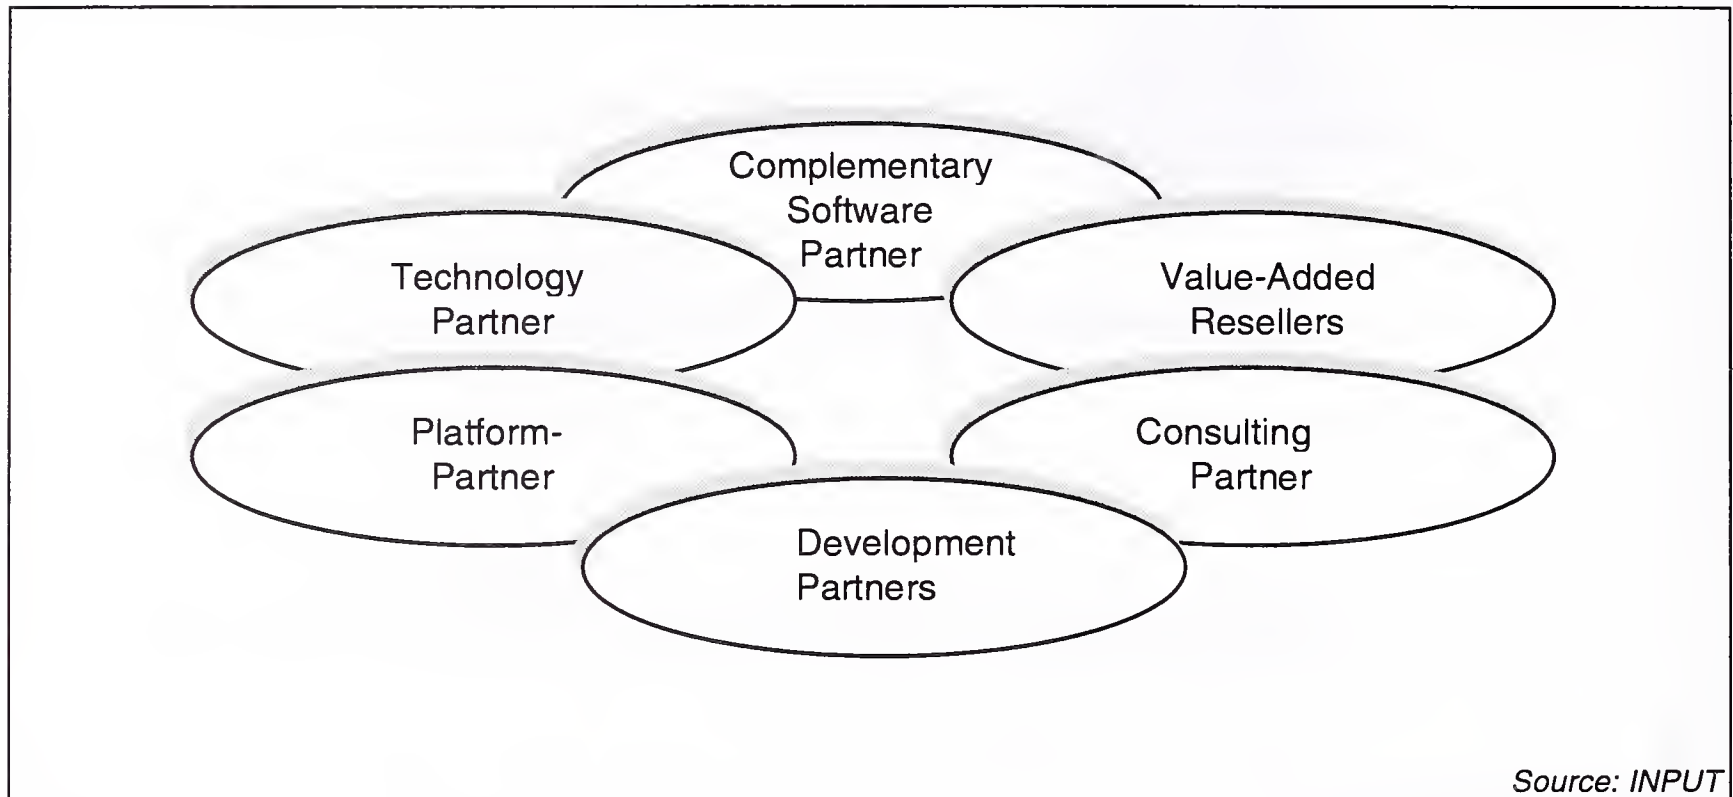 Complementary
Software
Partner
Technology
Partner
Value-Added
Resellers
Platform-
Partner
Consulting
Partner
Development
Partners
Source: INPUT